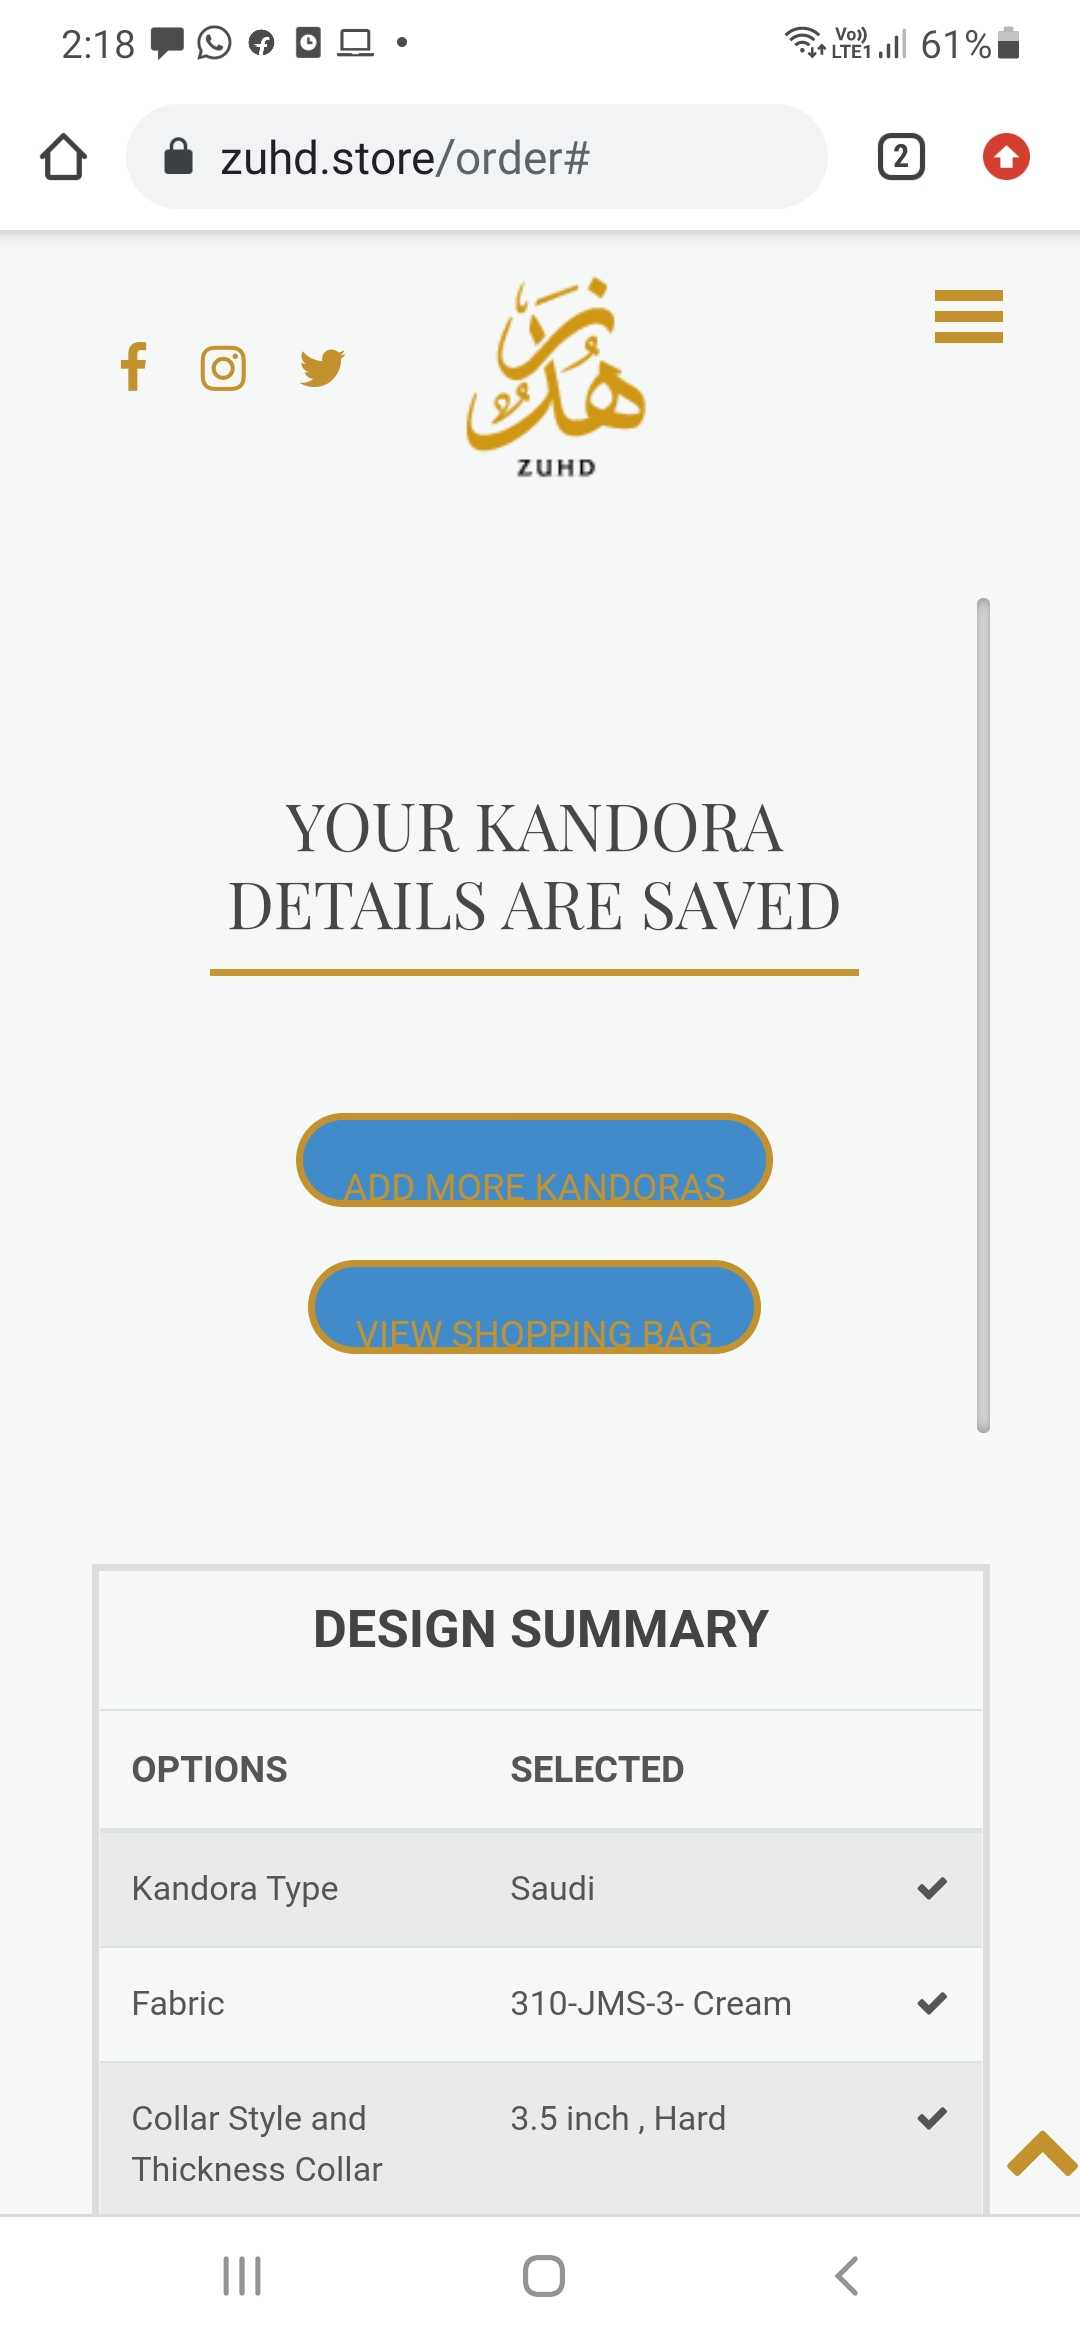 2:18
Vo))
LTE1
61%
zuhd.store/order#
2
زهد
ZUHD
YOUR KANDORA
DETAILS ARE SAVED
ADD MORE KANDORAS
VIEW SHOPPING BAG
DESIGN SUMMARY
OPTIONS SELECTED
Kandora Type Saudi
Fabric 310-JMS-3- Cream
Collar Style and 3.5 inch , Hard
Thickness Collar